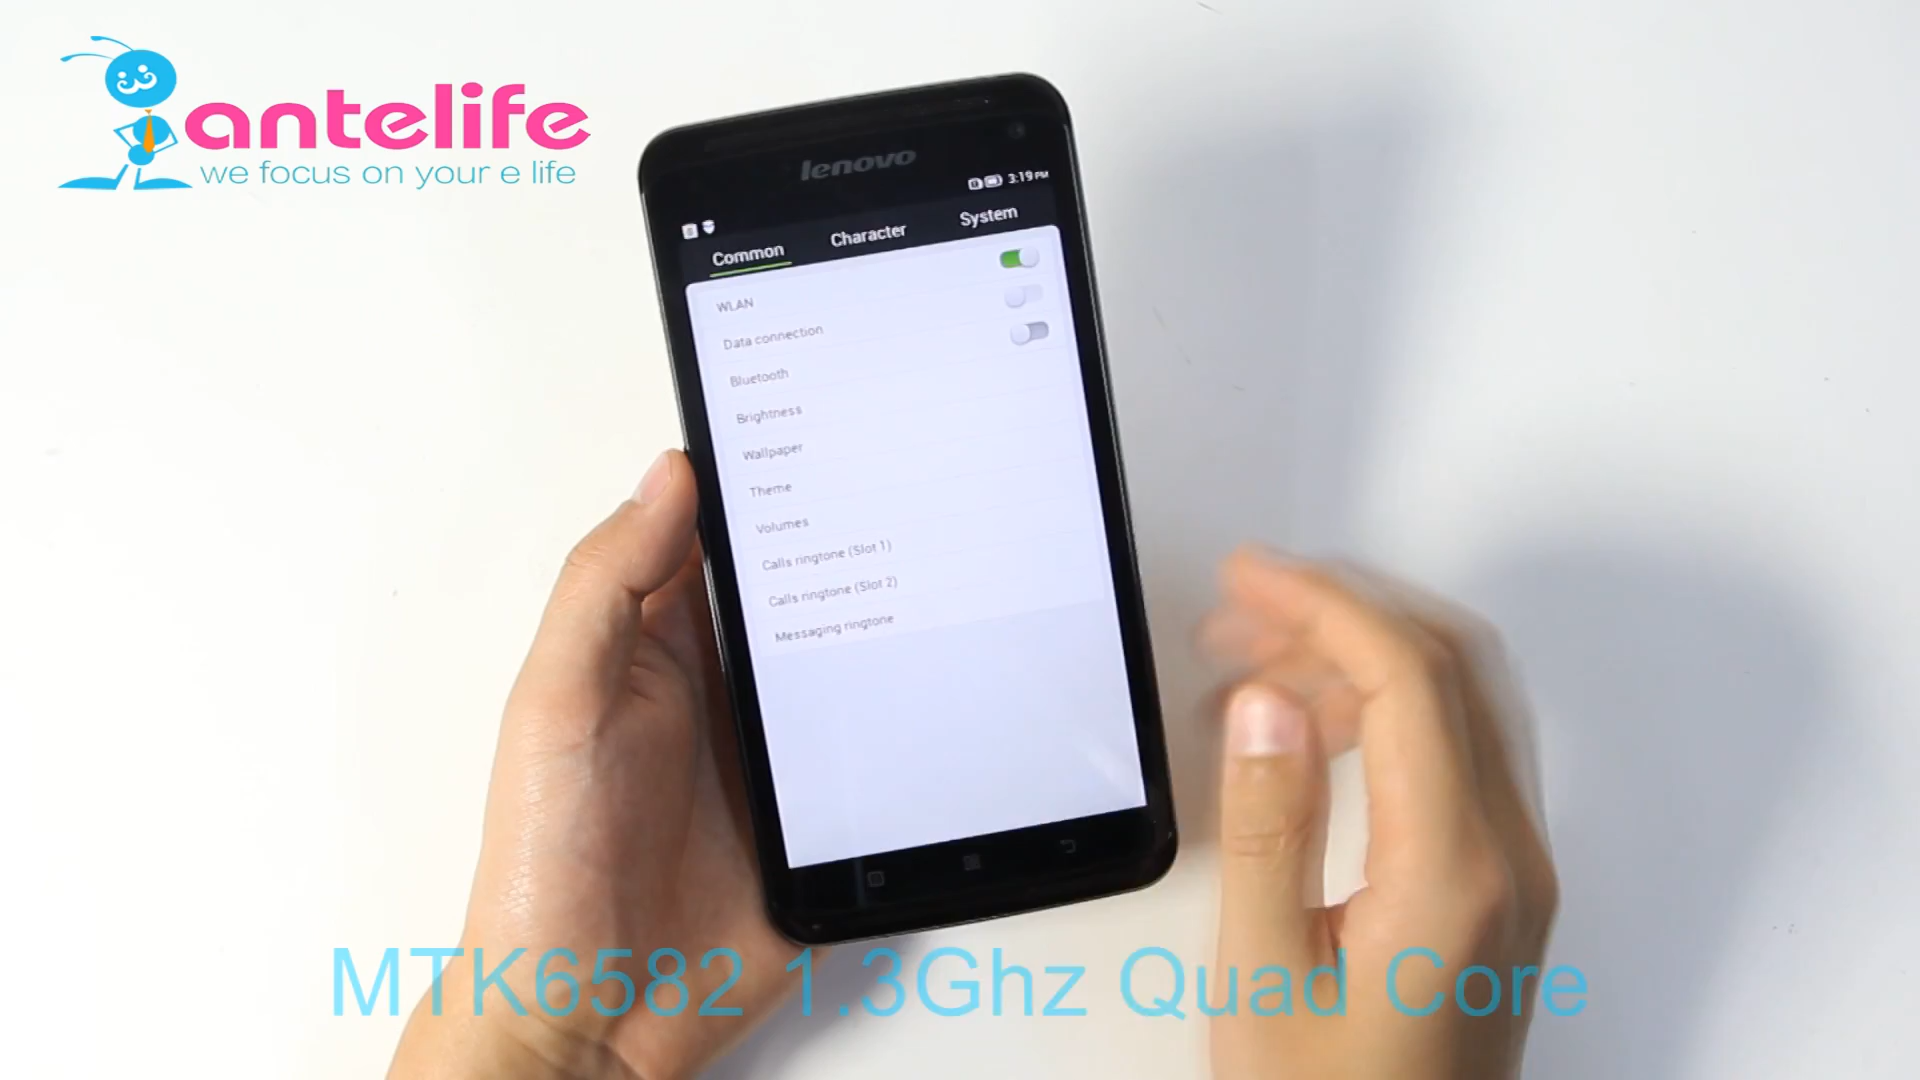 antelife
we focus on your e life
lenovo
3:19 PM
Common Character System
WLAN
Data connection
Bluetooth
Brightness
Wallpaper
Theme
Volumes
Calls ringtone (Slot 1)
Calls ringtone (Slot 2)
Messaging ringtone
MTK6582 1.3Ghz Quad Core